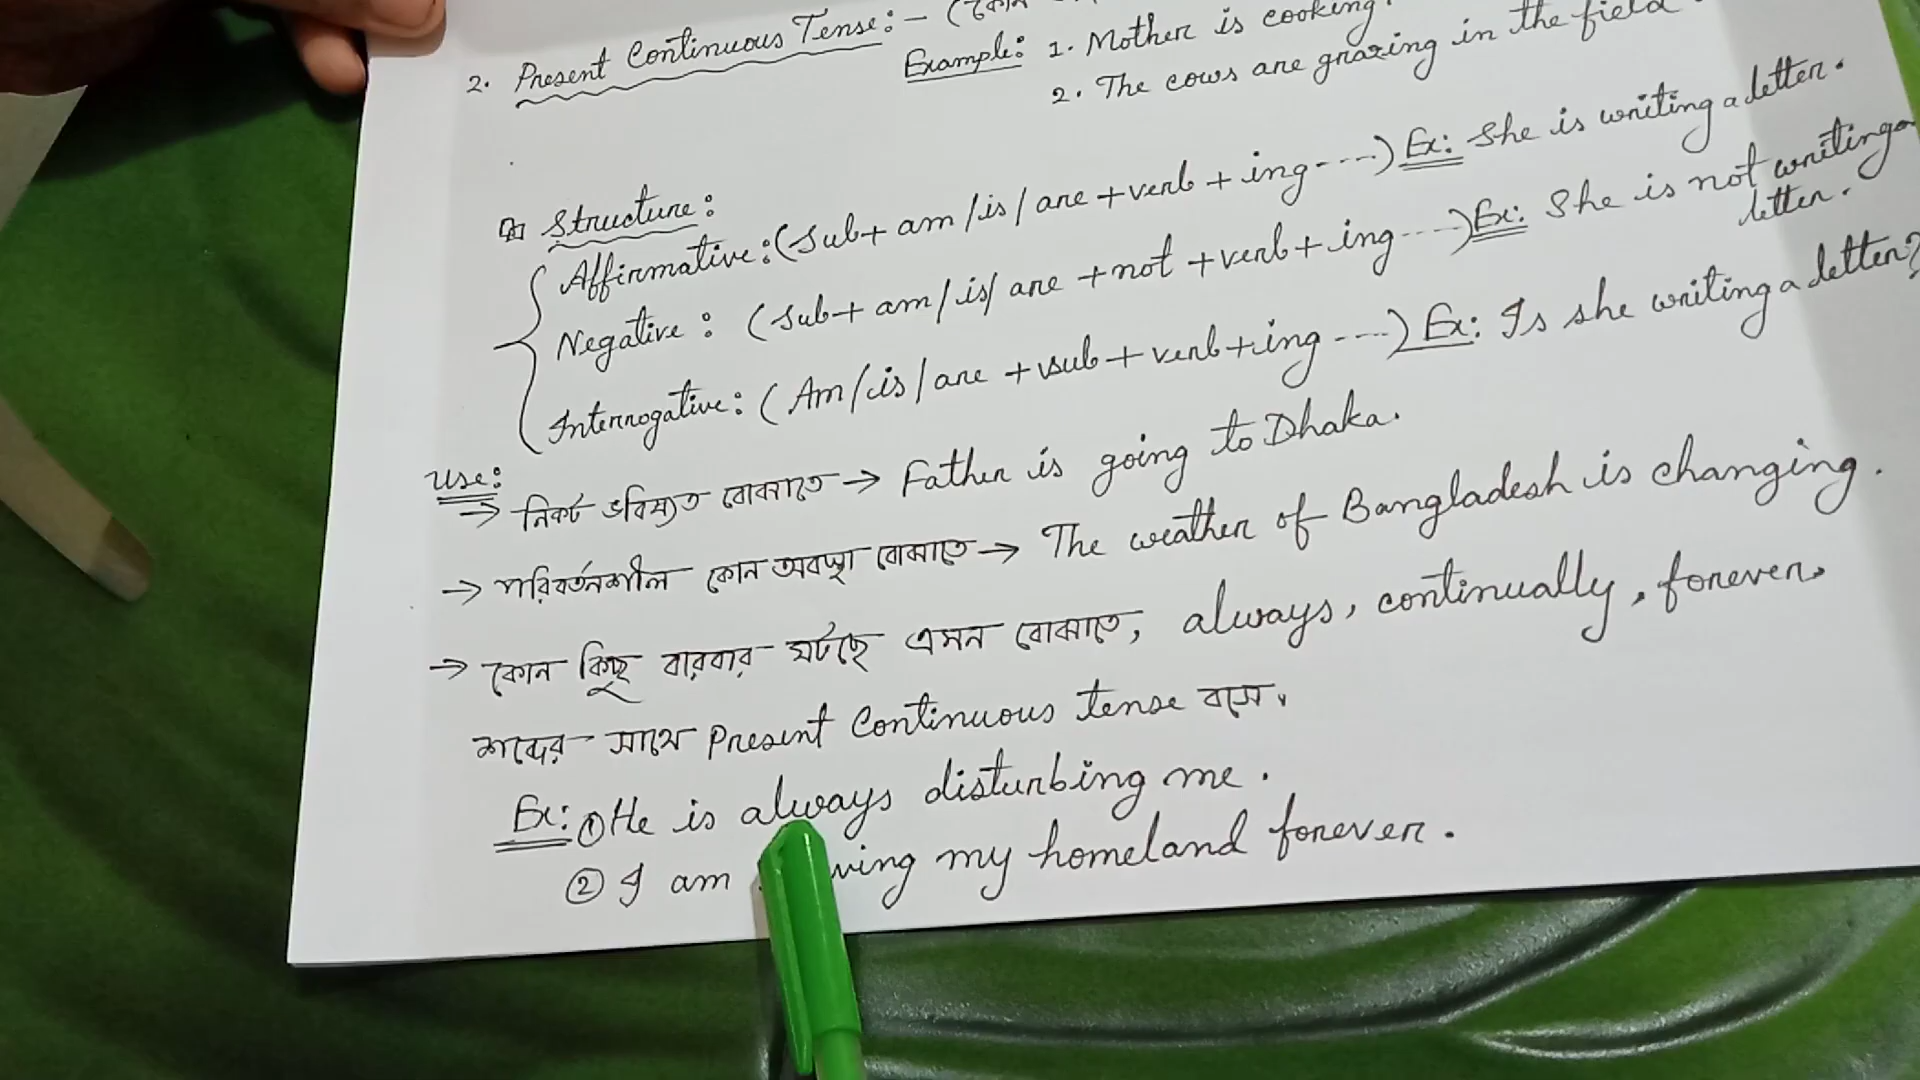 2. Present Continuous Tense:- (কোন
Example: 1. Mother is cooking.
2. The cows are grazing in the field.
Structure:
Affirmative: (Sub + am/is/are + verb + ing ----) Ex: She is writing a letter.
Negative: (Sub + am/is/are + not + verb + ing ----) Ex: She is not writing a letter.
Interrogative: (Am/is/are + sub + verb + ing ----) Ex: Is she writing a letter?
Use:
→ নিকট ভবিষ্যত বোঝাতে → Father is going to Dhaka.
→ পরিবর্তনশীল কোন অবস্থা বোঝাতে → The weather of Bangladesh is changing.
→ কোন কিছু বারবার ঘটছে এমন বোঝাতে, always, continually, forever
শব্দের সাথে Present Continuous tense বসে.
Ex: ① He is always disturbing me.
② I am my homeland forever.